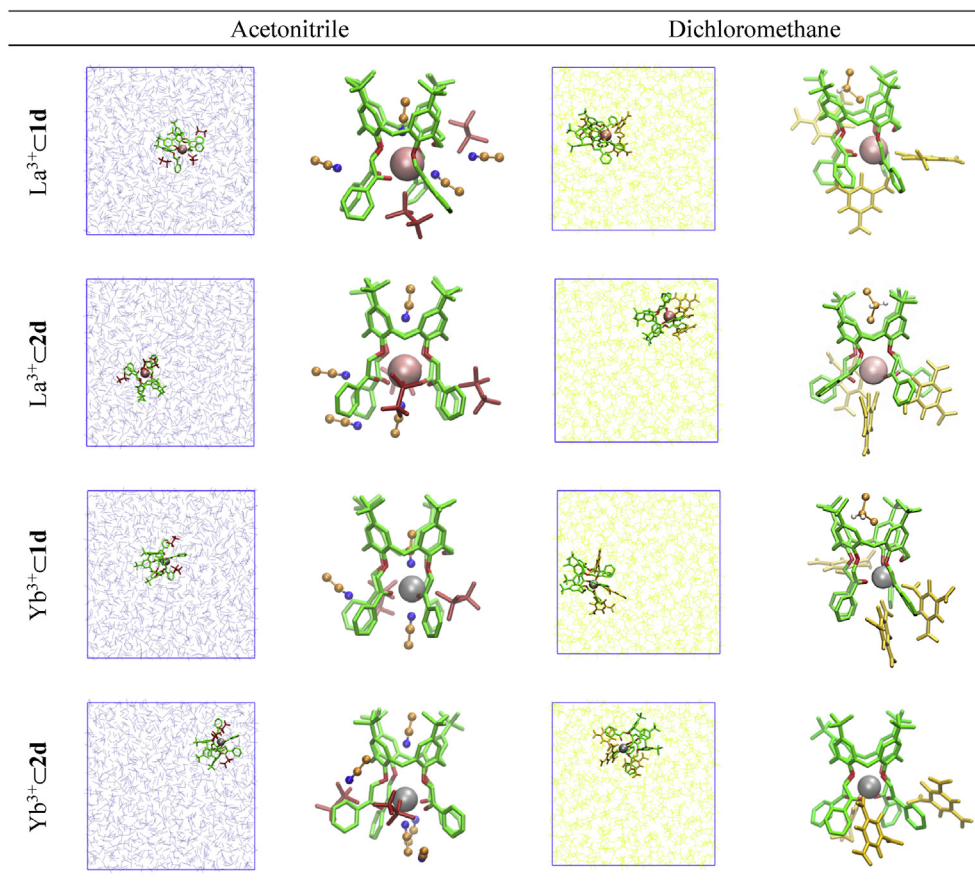 Acetonitrile Dichloromethane
La³⁺⊂1d
La³⁺⊂2d
Yb³⁺⊂1d
Yb³⁺⊂2d